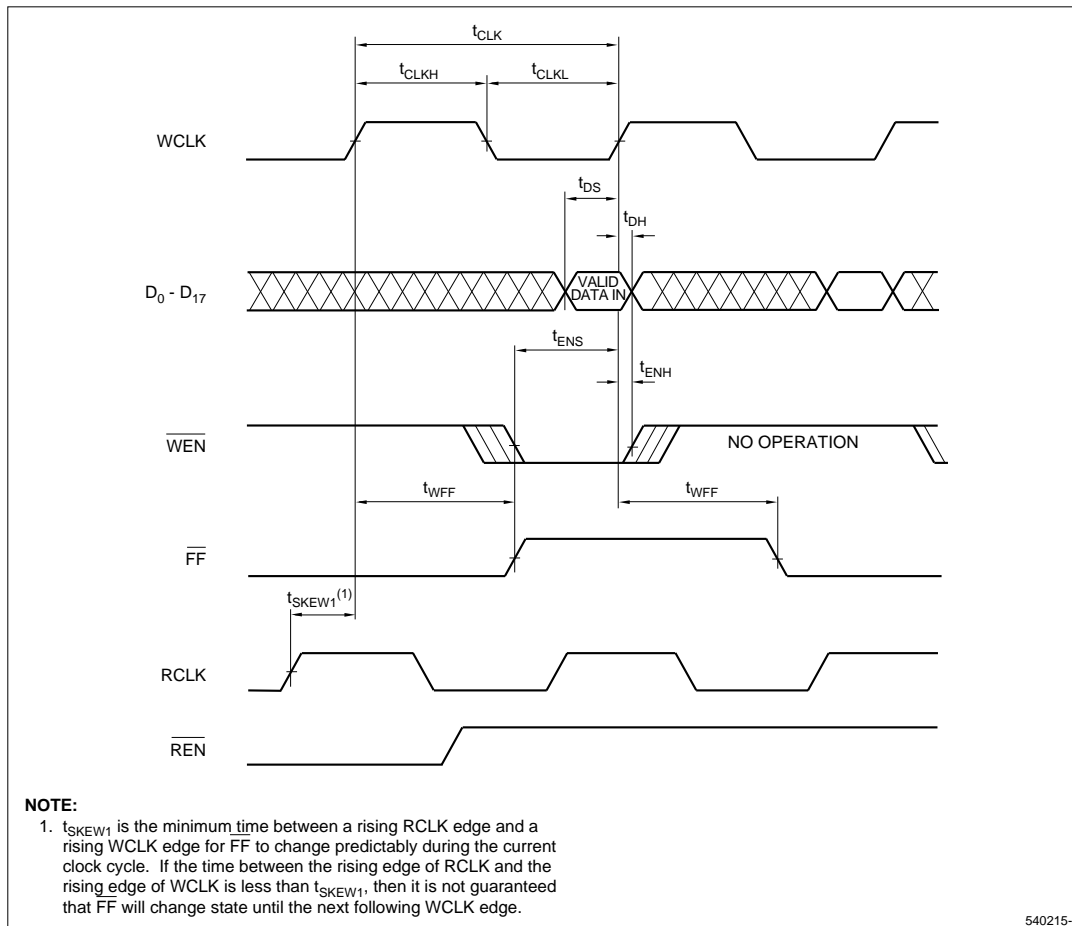 tCLK
tCLKH
tCLKL
WCLK
tDS
tDH
D0 - D17
VALID
DATA IN
tENS
tENH
WEN
NO OPERATION
tWFF
tWFF
FF
tSKEW1(1)
RCLK
REN
NOTE:
1. tSKEW1 is the minimum time between a rising RCLK edge and a
rising WCLK edge for FF to change predictably during the current
clock cycle. If the time between the rising edge of RCLK and the
rising edge of WCLK is less than tSKEW1, then it is not guaranteed
that FF will change state until the next following WCLK edge.
540215-